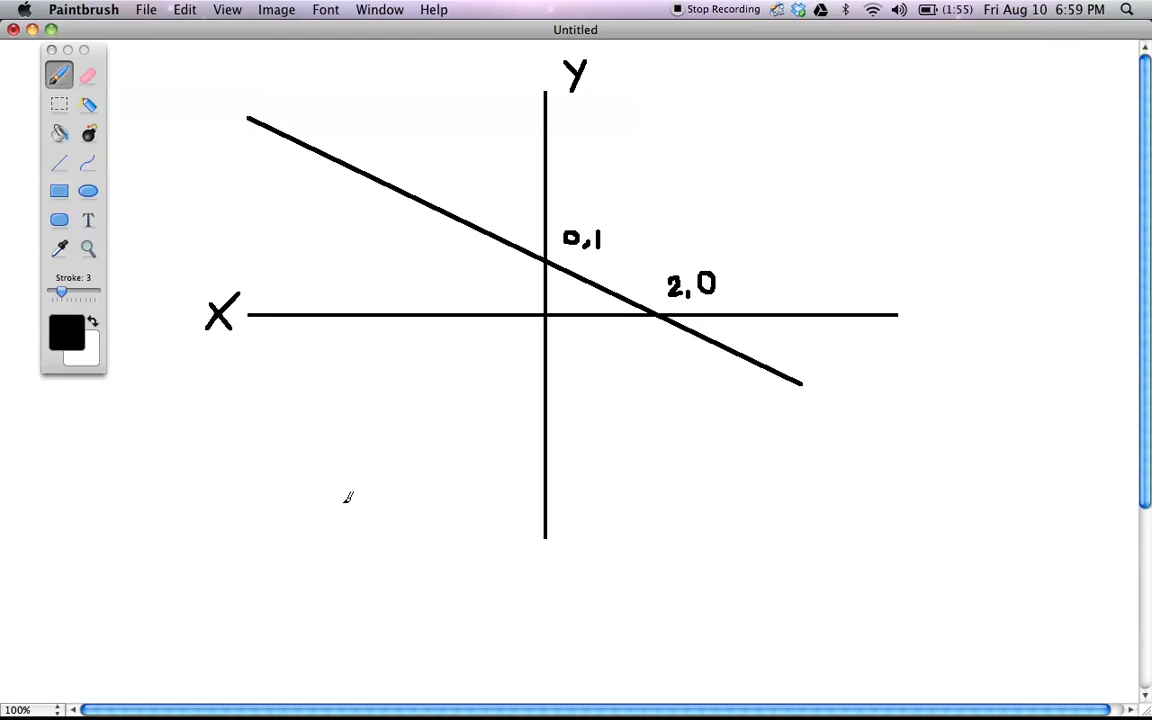 Paintbrush File Edit View Image Font Window Help Stop Recording (1:55) Fri Aug 10 6:59 PM
Untitled
Y
0,1
2,0
X
T
Stroke: 3
100%